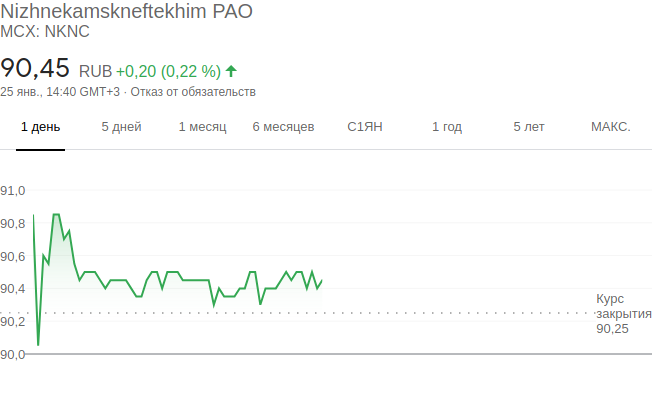 Nizhnekamskneftekhim PAO
MCX: NKNC
90,45 RUB +0,20 (0,22 %)
25 янв., 14:40 GMT+3 · Отказ от обязательств
1 день 5 дней 1 месяц 6 месяцев С1ЯН 1 год 5 лет МАКС.
91,0
90,8
90,6
90,4
90,2
90,0
Курс
закрытия
90,25